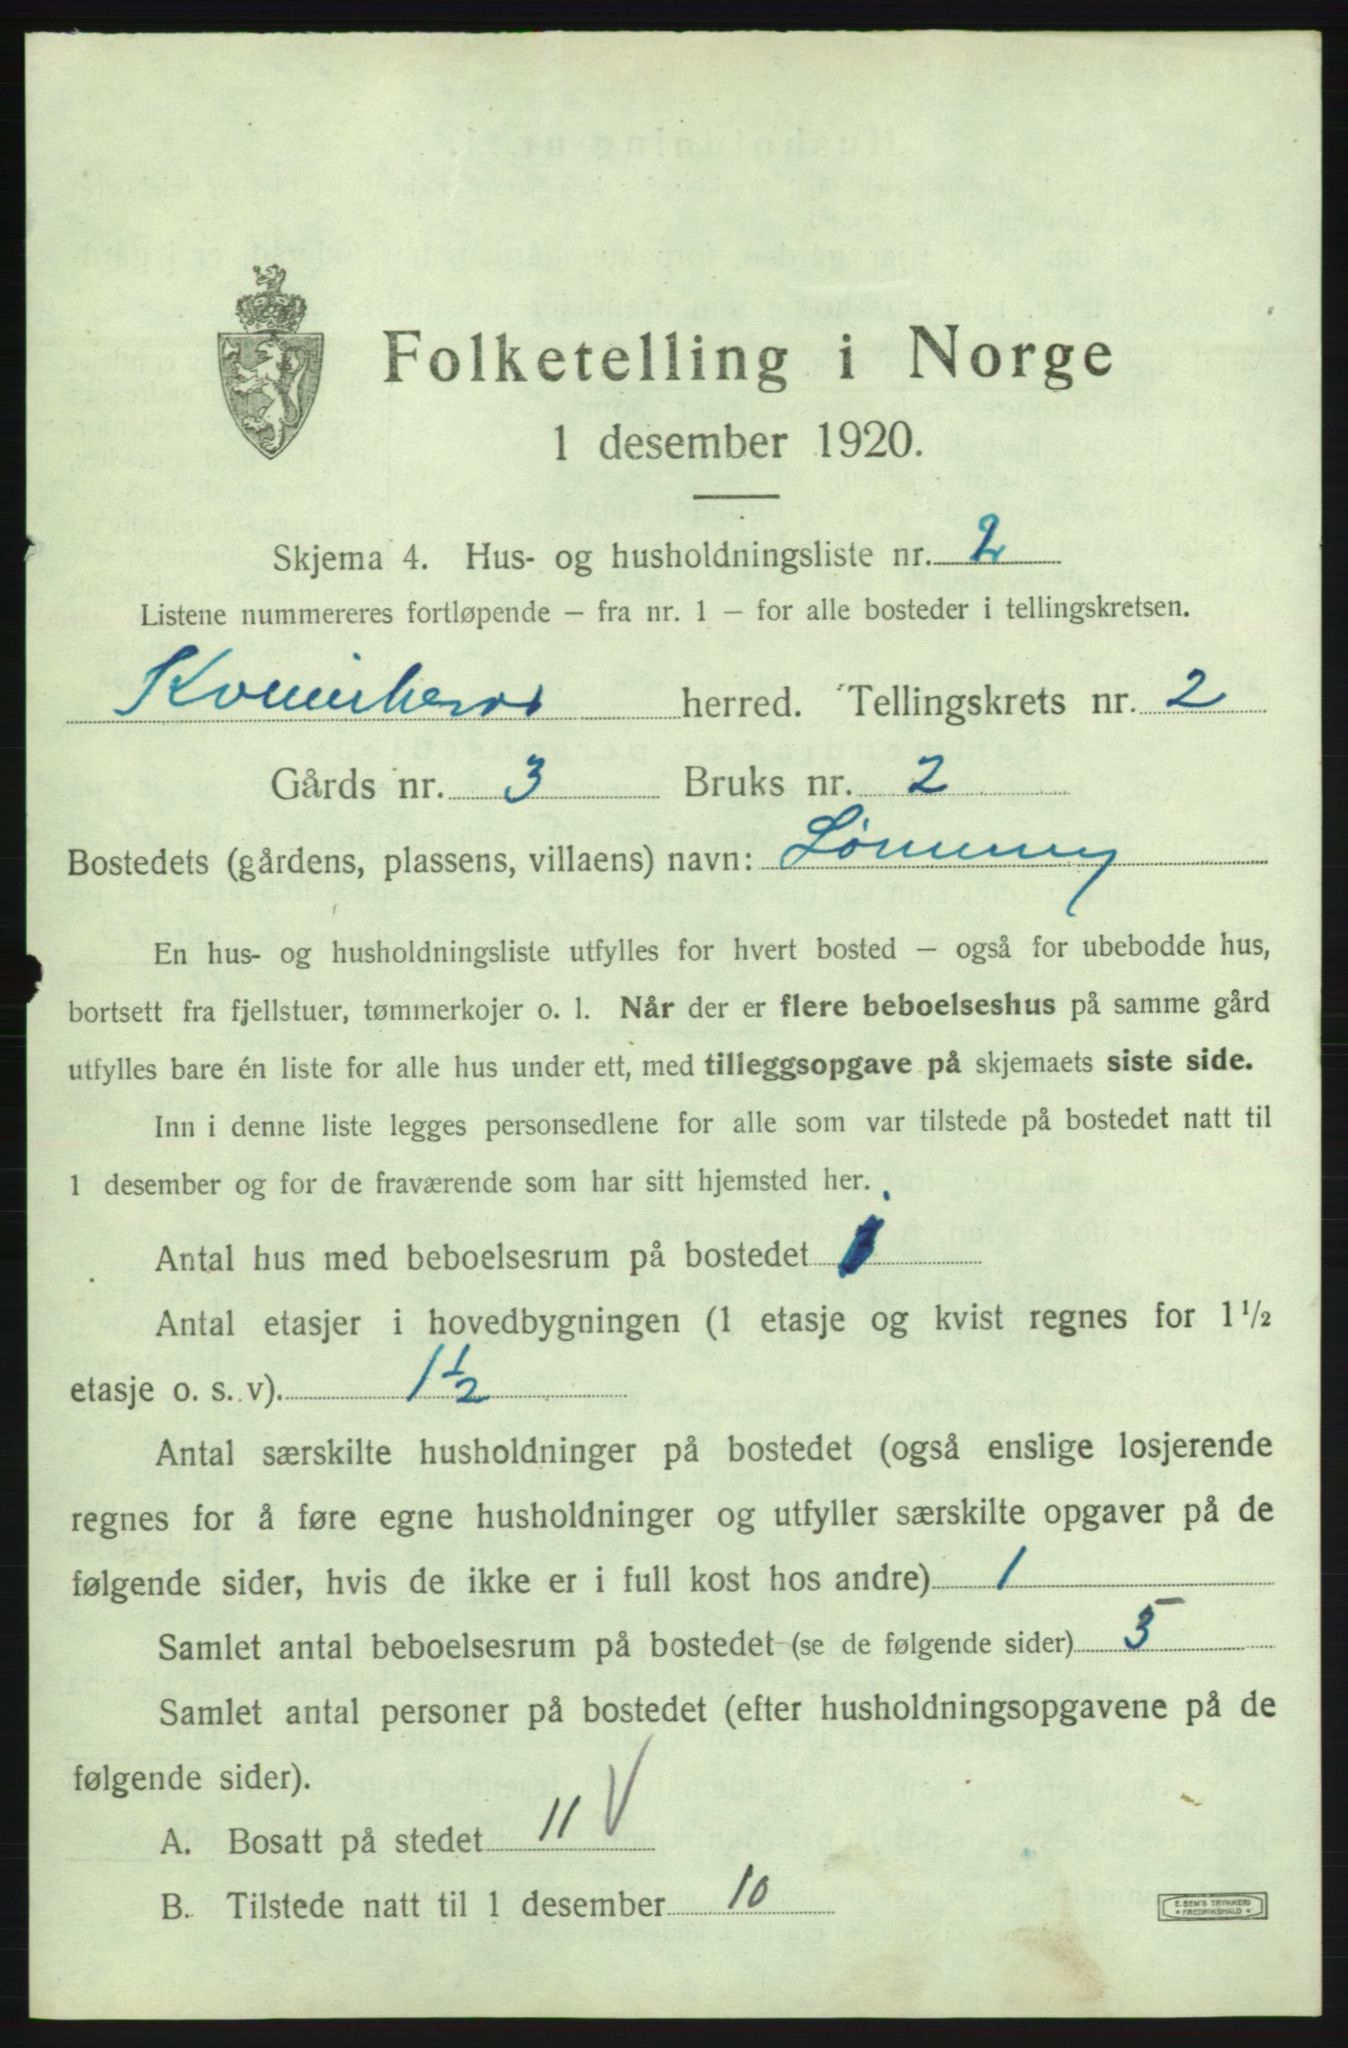 Folketelling i Norge
1 desember 1920.
Skjema 4. Hus- og husholdningsliste nr. 2
Listene nummereres fortløpende – fra nr. 1 – for alle bosteder i tellingskretsen.
Kvinnherad herred. Tellingskrets nr. 2
Gårds nr. 3 Bruks nr. 2
Bostedets (gårdens, plassens, villaens) navn:
En hus- og husholdningsliste utfylles for hvert bosted – også for ubebodde hus,
bortsett fra fjellstuer, tømmerkojer o. l. Når der er flere beboelseshus på samme gård
utfylles bare én liste for alle hus under ett, med tilleggsopgave på skjemaets siste side.
Inn i denne liste legges personsedlene for alle som var tilstede på bostedet natt til
1 desember og for de fraværende som har sitt hjemsted her.
Antal hus med beboelsesrum på bostedet
Antal etasjer i hovedbygningen (1 etasje og kvist regnes for 1 1/2
etasje o. s. v). 1 1/2
Antal særskilte husholdninger på bostedet (også enslige losjerende
regnes for å føre egne husholdninger og utfyller særskilte opgaver på de
følgende sider, hvis de ikke er i full kost hos andre) 1
Samlet antal beboelsesrum på bostedet (se de følgende sider) 5
Samlet antal personer på bostedet (efter husholdningsopgavene på de
følgende sider).
A. Bosatt på stedet 11 V
B. Tilstede natt til 1 desember 10
E. SEM'S TRYKKERI
FREDRIKSHALD